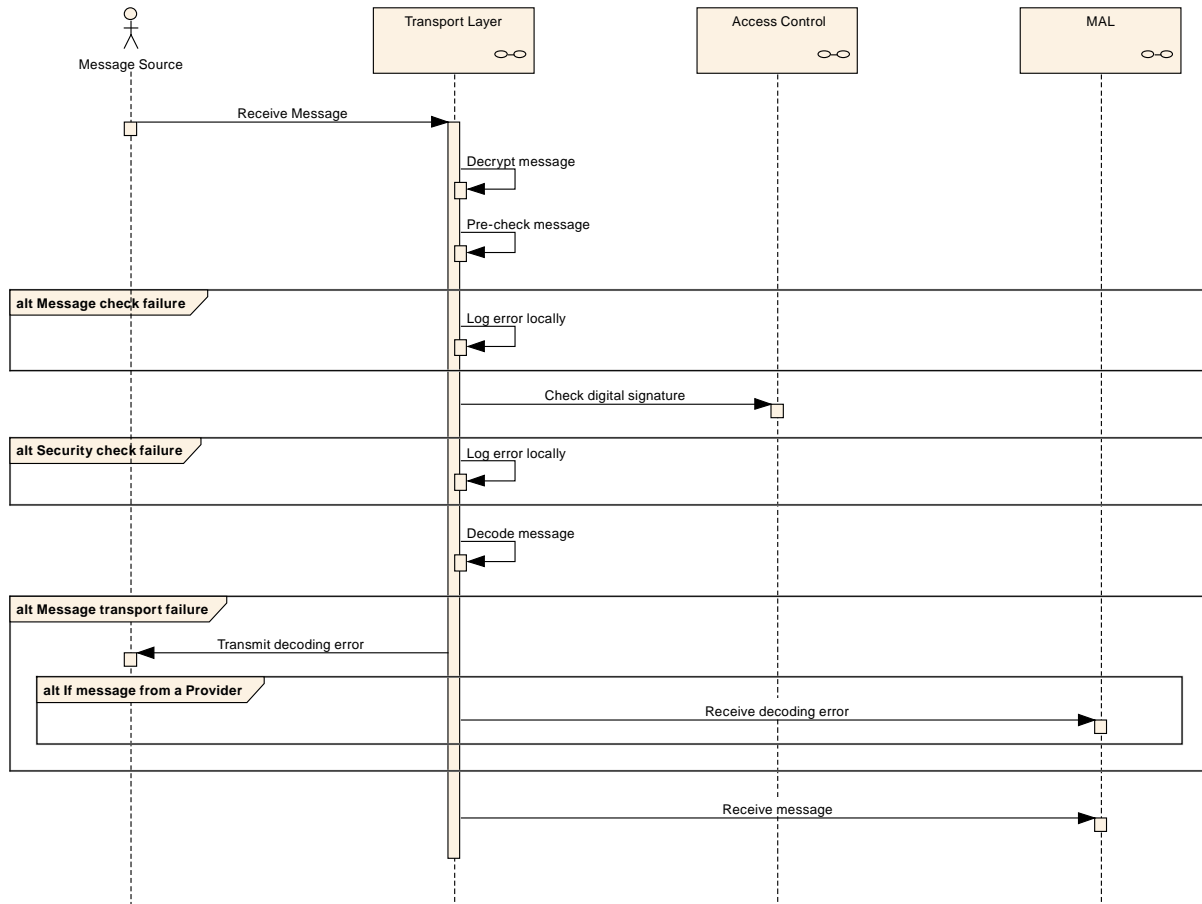 Transport Layer
Access Control
MAL
Message Source
Receive Message
Decrypt message
Pre-check message
alt Message check failure
Log error locally
Check digital signature
alt Security check failure
Log error locally
Decode message
alt Message transport failure
Transmit decoding error
alt If message from a Provider
Receive decoding error
Receive message